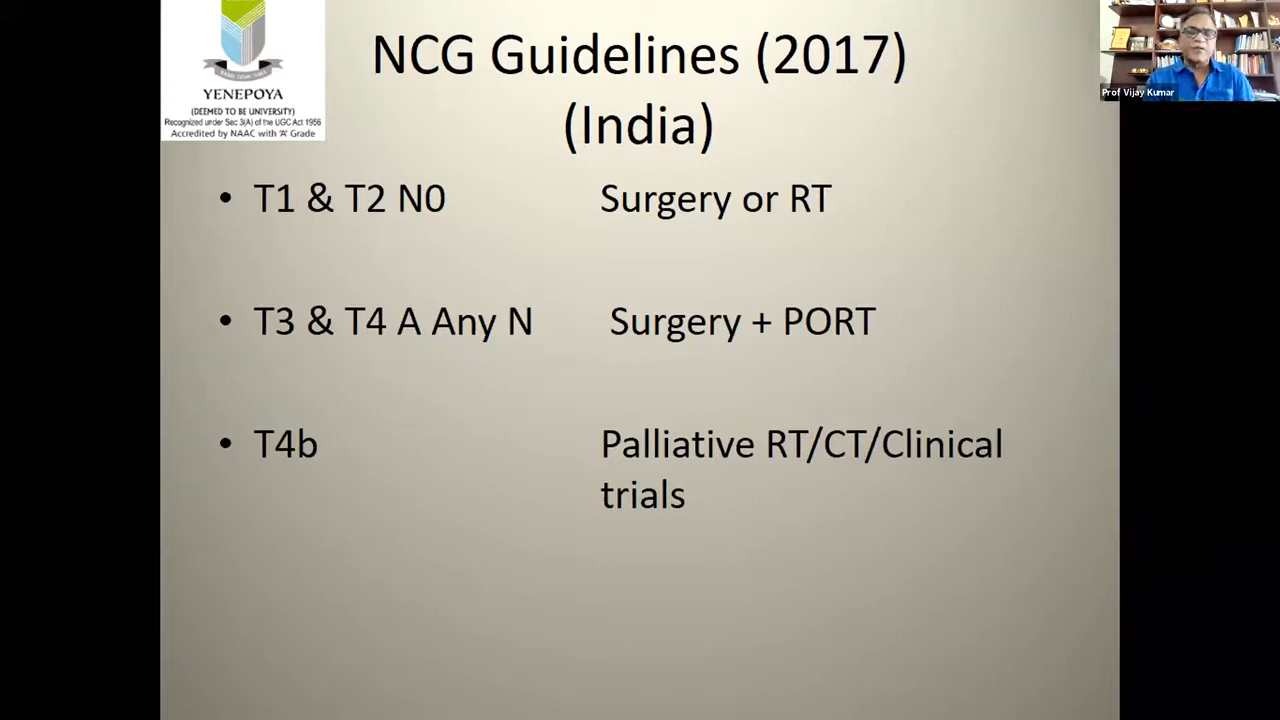 NCG Guidelines (2017)
(India)
YENEPOYA
(DEEMED TO BE UNIVERSITY)
Recognized under Sec 3(A) of the UGC Act 1956
Accredited by NAAC with 'A' Grade
Prof Vijay Kumar
• T1 & T2 N0 Surgery or RT
• T3 & T4 A Any N Surgery + PORT
• T4b Palliative RT/CT/Clinical
trials